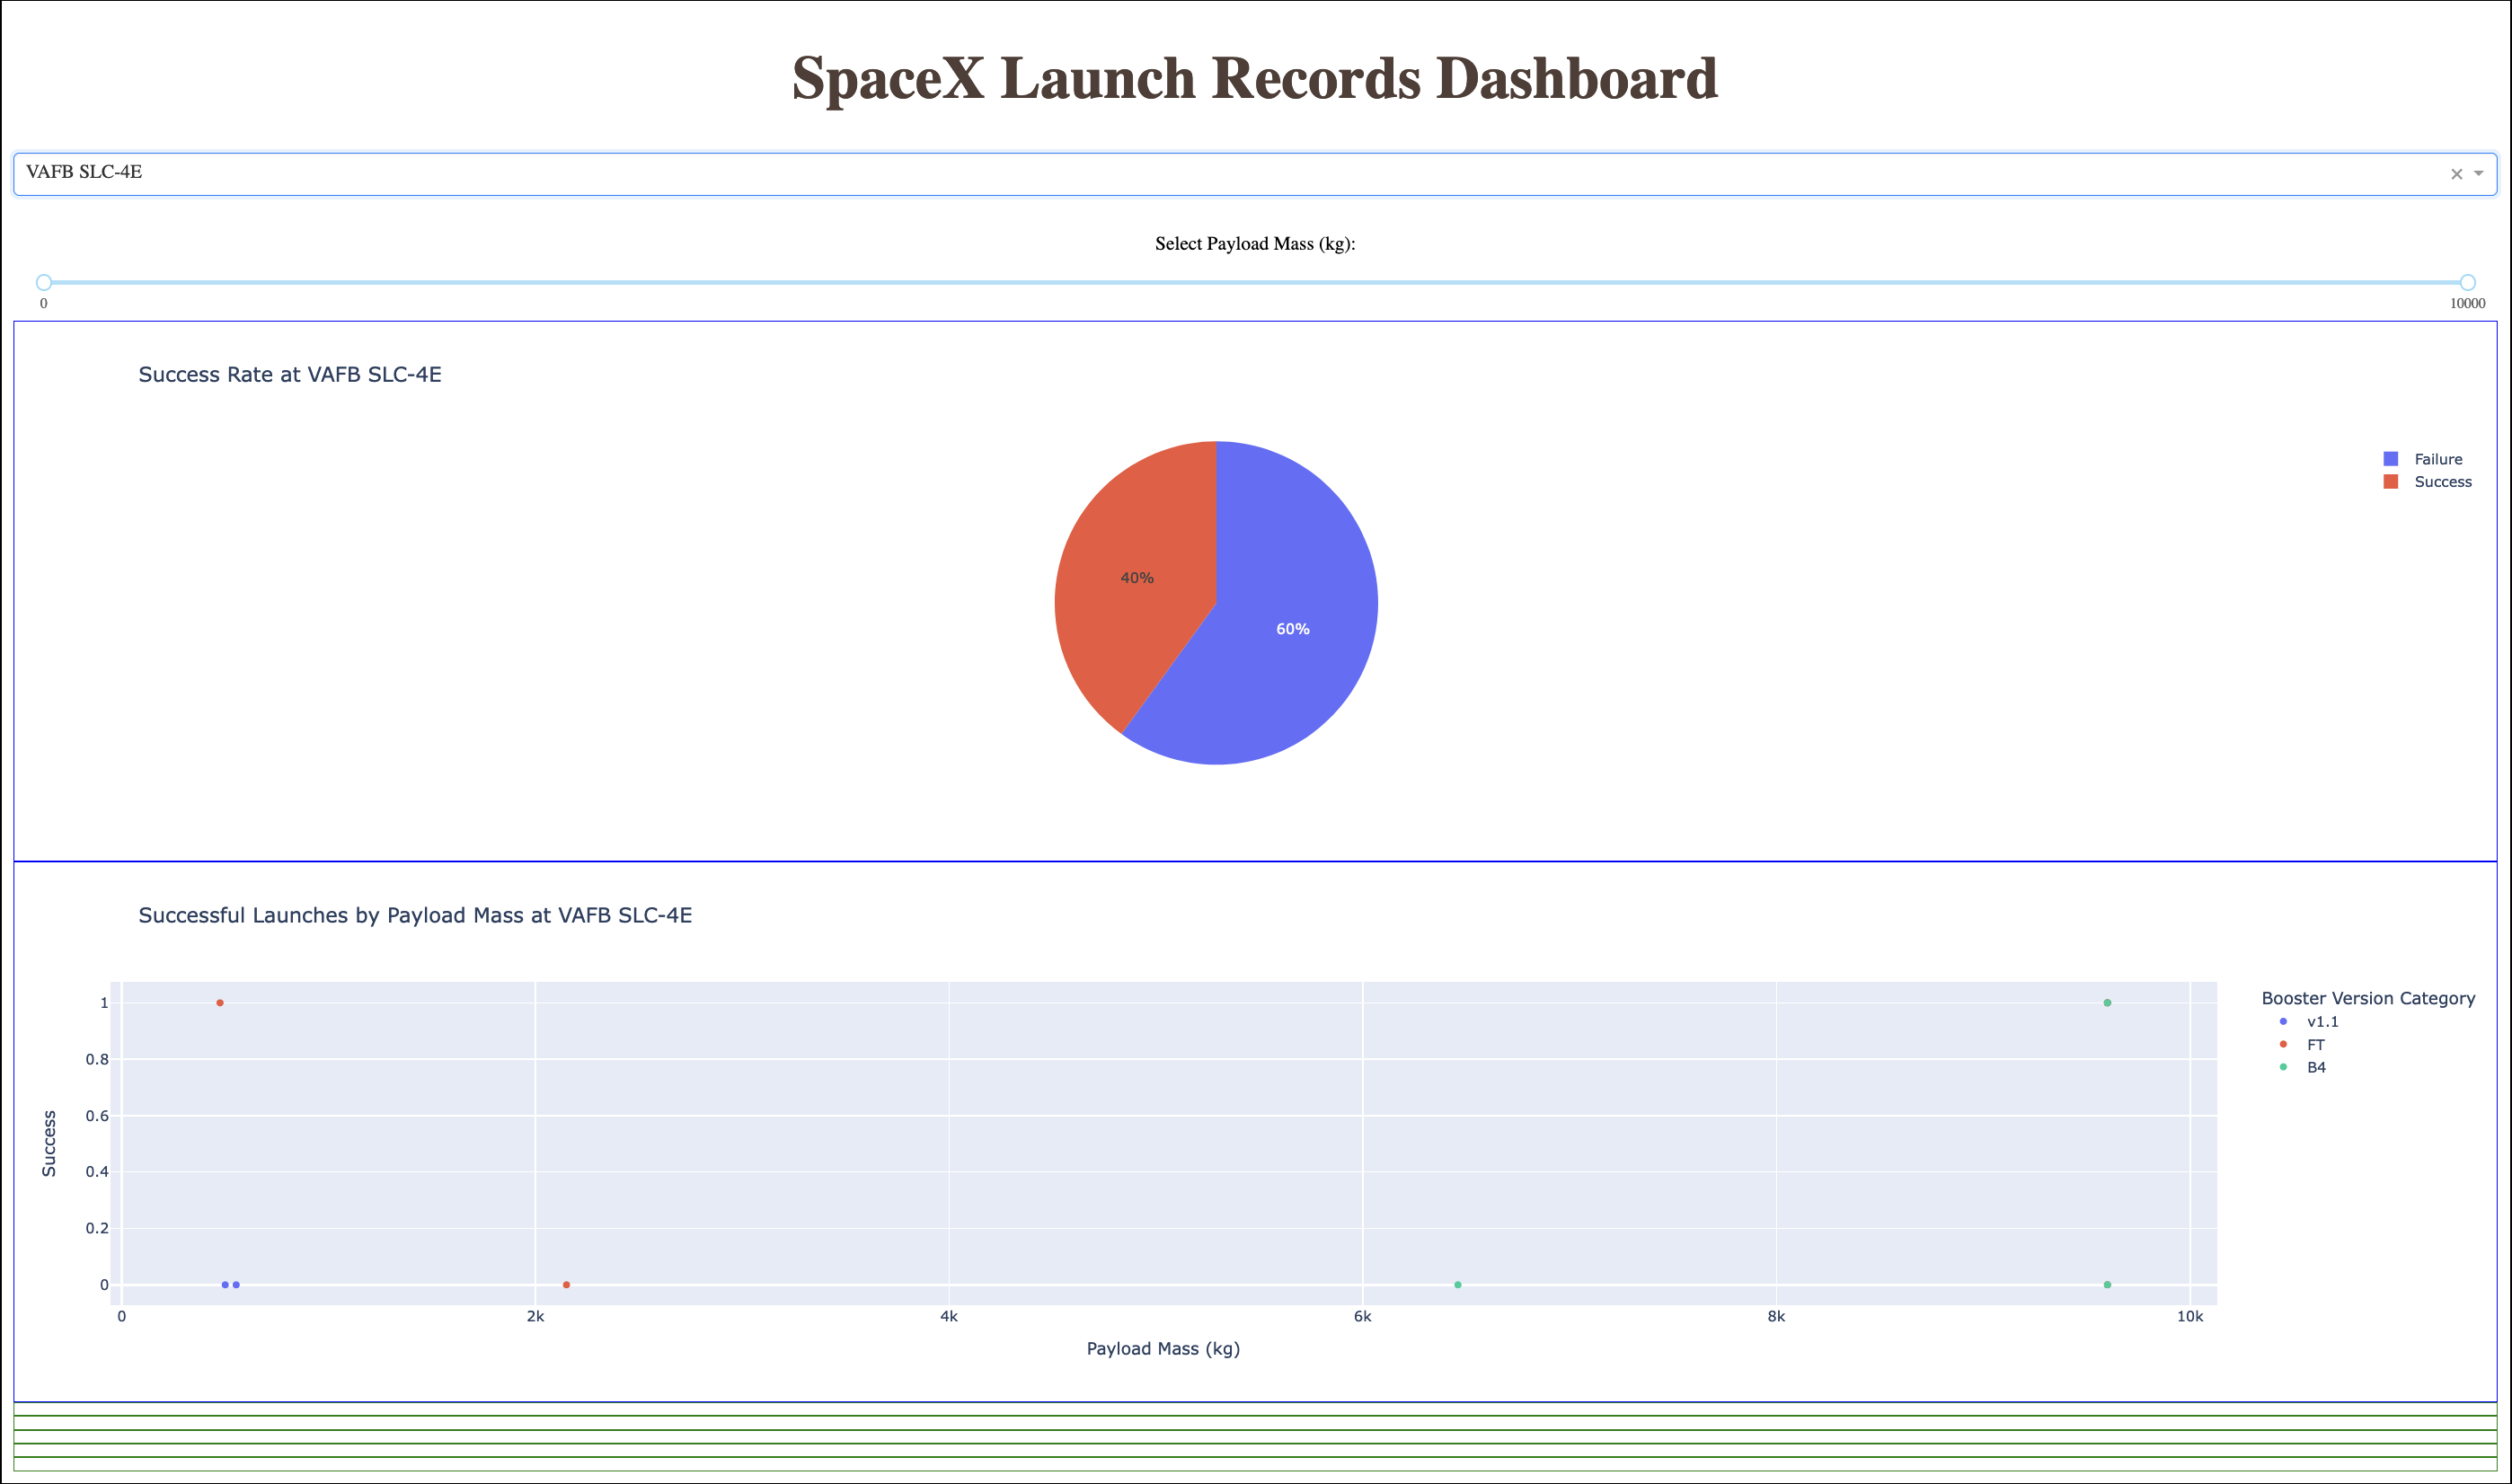 SpaceX Launch Records Dashboard
VAFB SLC-4E
Select Payload Mass (kg):
0 10000
Success Rate at VAFB SLC-4E
Failure
Success
40%
60%
Successful Launches by Payload Mass at VAFB SLC-4E
Booster Version Category
v1.1
FT
B4
1
0.8
0.6
0.4
0.2
0
Success
0 2k 4k 6k 8k 10k
Payload Mass (kg)